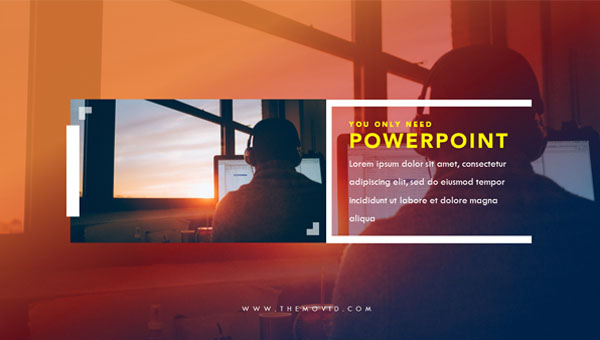 YOU ONLY NEED
POWERPOINT
Lorem ipsum dolor sit amet, consectetur
adipiscing elit, sed do eiusmod tempor
incididunt ut labore et dolore magna
aliqua
WWW.THEMOVID.COM